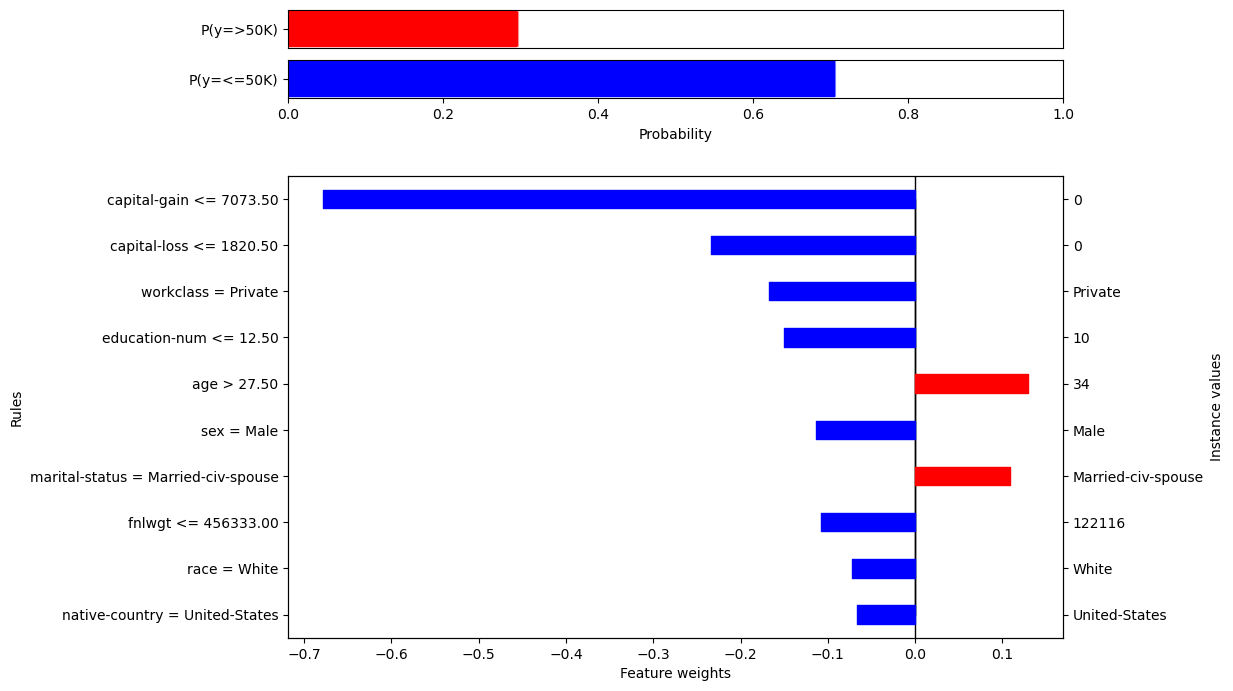 P(y=>50K)
P(y=<=50K)
0.0 0.2 0.4 0.6 0.8 1.0
Probability
capital-gain <= 7073.50 0
capital-loss <= 1820.50 0
workclass = Private Private
education-num <= 12.50 10
age > 27.50 34
sex = Male Male
marital-status = Married-civ-spouse Married-civ-spouse
fnlwgt <= 456333.00 122116
race = White White
native-country = United-States United-States
Rules
Instance values
−0.7 −0.6 −0.5 −0.4 −0.3 −0.2 −0.1 0.0 0.1
Feature weights